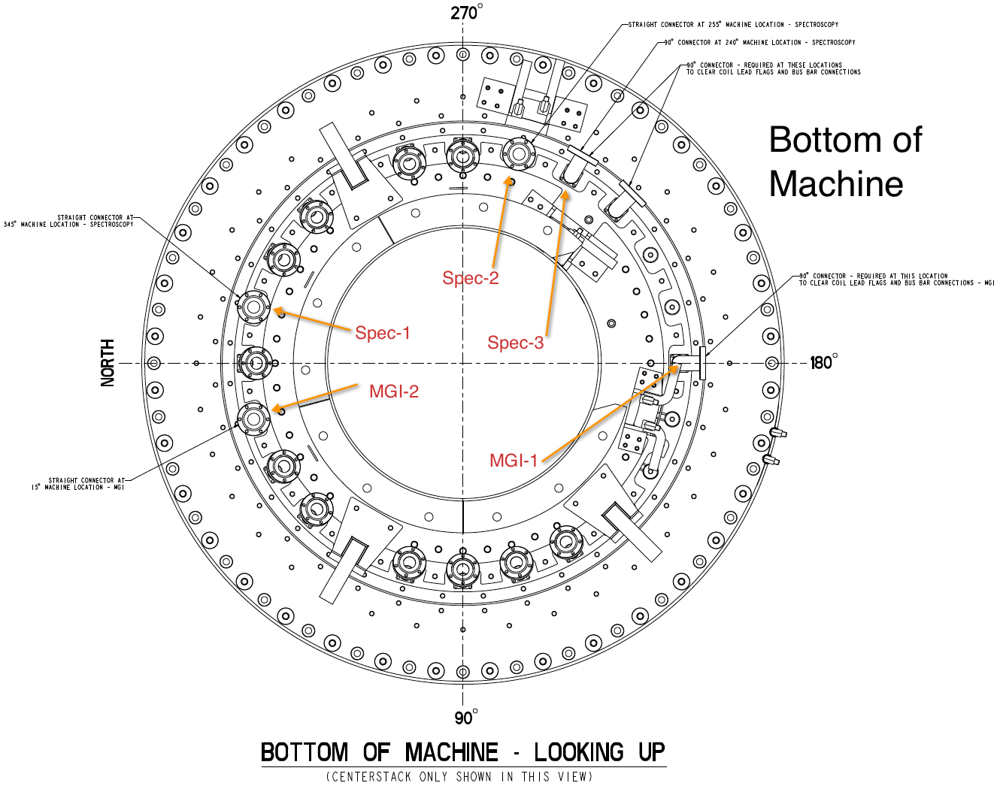 270°
STRAIGHT CONNECTOR AT 255° MACHINE LOCATION - SPECTROSCOPY
90° CONNECTOR AT 240° MACHINE LOCATION - SPECTROSCOPY
90° CONNECTOR - REQUIRED AT THESE LOCATIONS
TO CLEAR COIL LEAD FLAGS AND BUS BAR CONNECTIONS
Bottom of
Machine
STRAIGHT CONNECTOR AT
345° MACHINE LOCATION - SPECTROSCOPY
Spec-2
90° CONNECTOR - REQUIRED AT THIS LOCATION
TO CLEAR COIL LEAD FLAGS AND BUS BAR CONNECTIONS - MGI
Spec-1
Spec-3
NORTH
180°
MGI-2
MGI-1
STRAIGHT CONNECTOR AT
15° MACHINE LOCATION - MGI
90°
BOTTOM OF MACHINE - LOOKING UP
(CENTERSTACK ONLY SHOWN IN THIS VIEW)